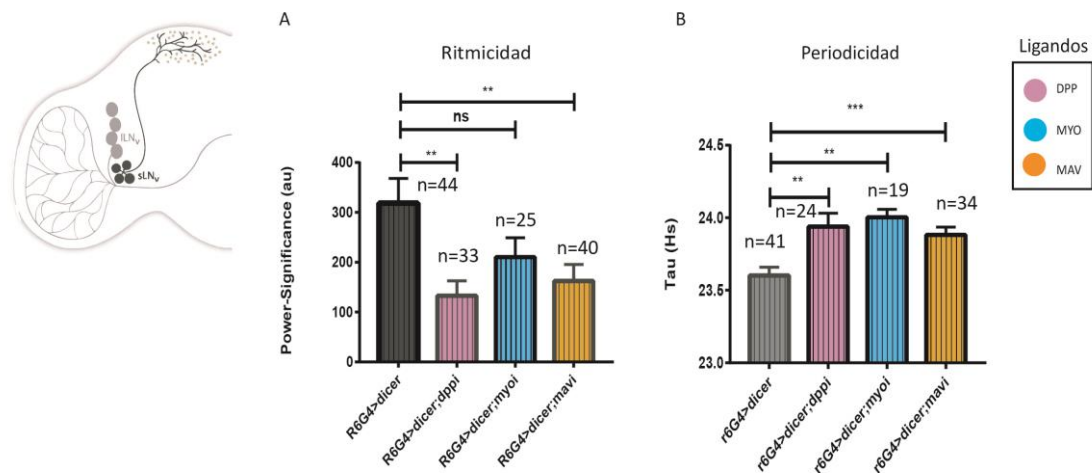 lLNv
sLNv
A
Ritmicidad
**
ns
**
n=44
n=33
n=25
n=40
400
300
200
100
0
Power-Significance (au)
R6G4>dicer
R6G4>dicer;dppi
R6G4>dicer;myoi
R6G4>dicer;mavi
B
Periodicidad
***
**
**
n=41
n=24
n=19
n=34
24.5
24.0
23.5
23.0
Tau (Hs)
r6G4>dicer
r6G4>dicer;dppi
r6G4>dicer;myoi
r6G4>dicer;mavi
Ligandos
DPP
MYO
MAV